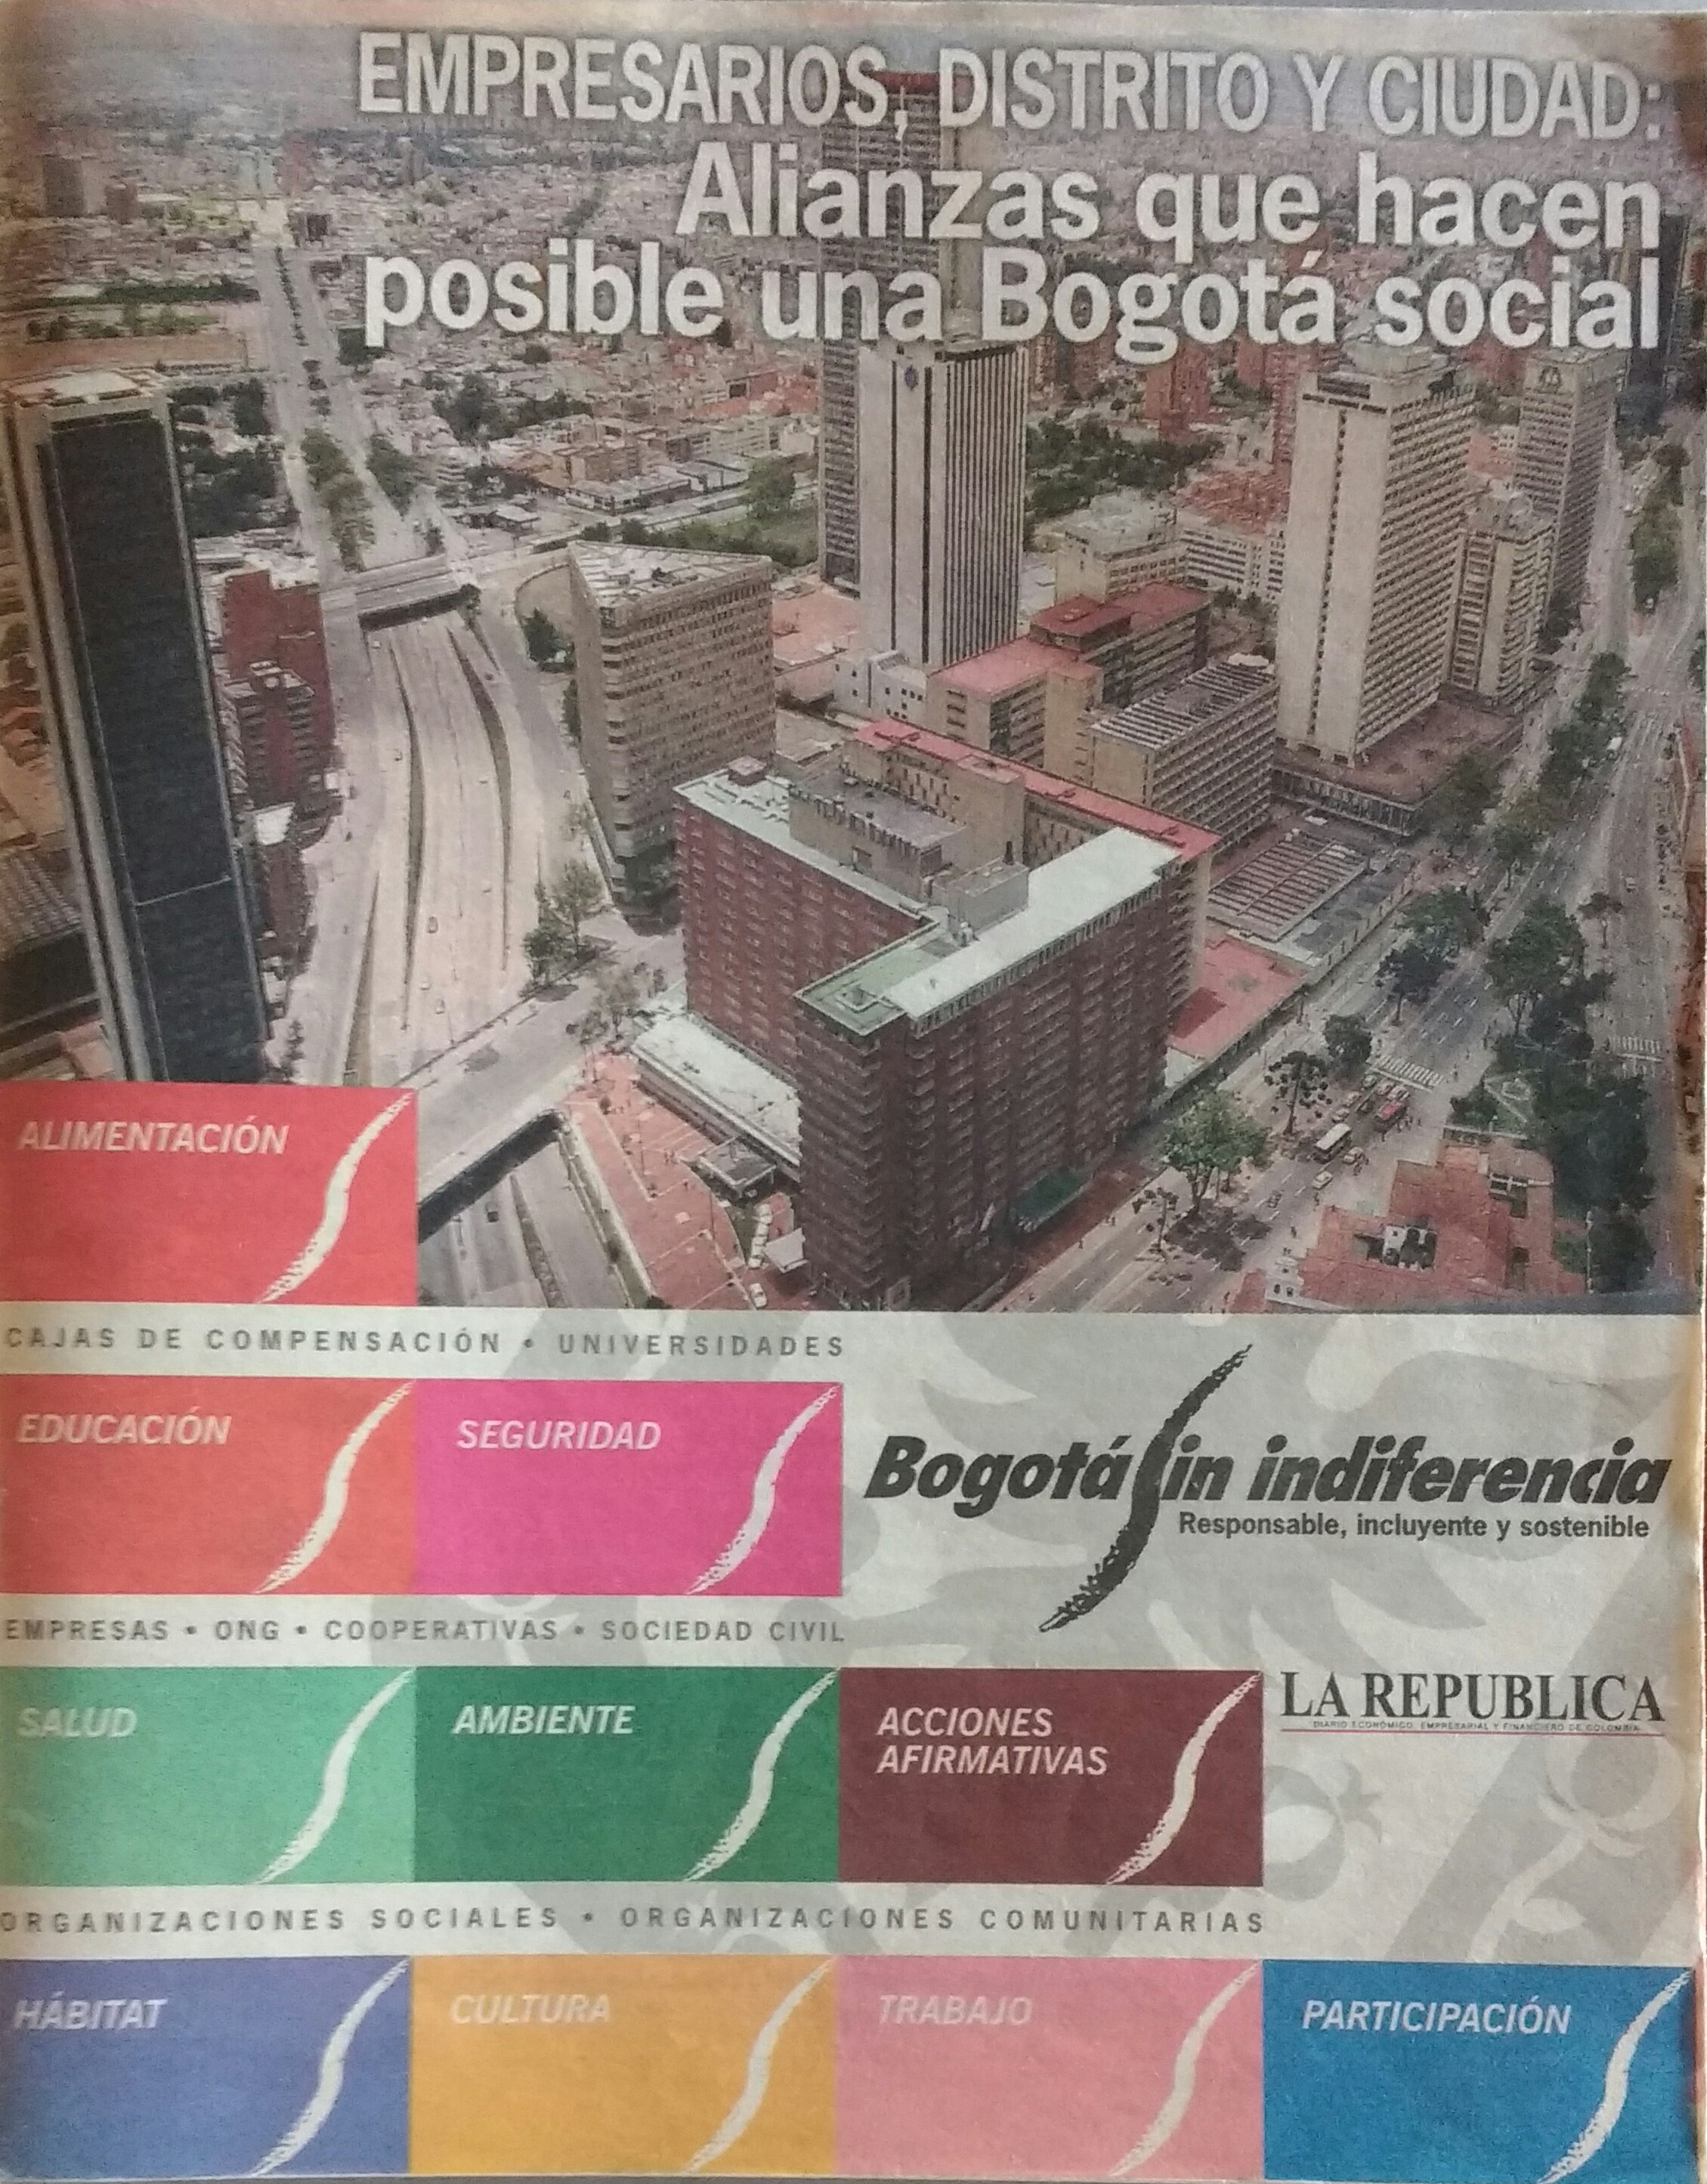 EMPRESARIOS, DISTRITO Y CIUDAD:
Alianzas que hacen
posible una Bogotá social
ALIMENTACIÓN
CAJAS DE COMPENSACIÓN • UNIVERSIDADES
EDUCACIÓN
SEGURIDAD
Bogotá Sin indiferencia
Responsable, incluyente y sostenible
EMPRESAS • ONG • COOPERATIVAS • SOCIEDAD CIVIL
SALUD
AMBIENTE
ACCIONES
AFIRMATIVAS
LA REPUBLICA
DIARIO ECONÓMICO, EMPRESARIAL Y FINANCIERO DE COLOMBIA
ORGANIZACIONES SOCIALES • ORGANIZACIONES COMUNITARIAS
HÁBITAT
CULTURA
TRABAJO
PARTICIPACIÓN